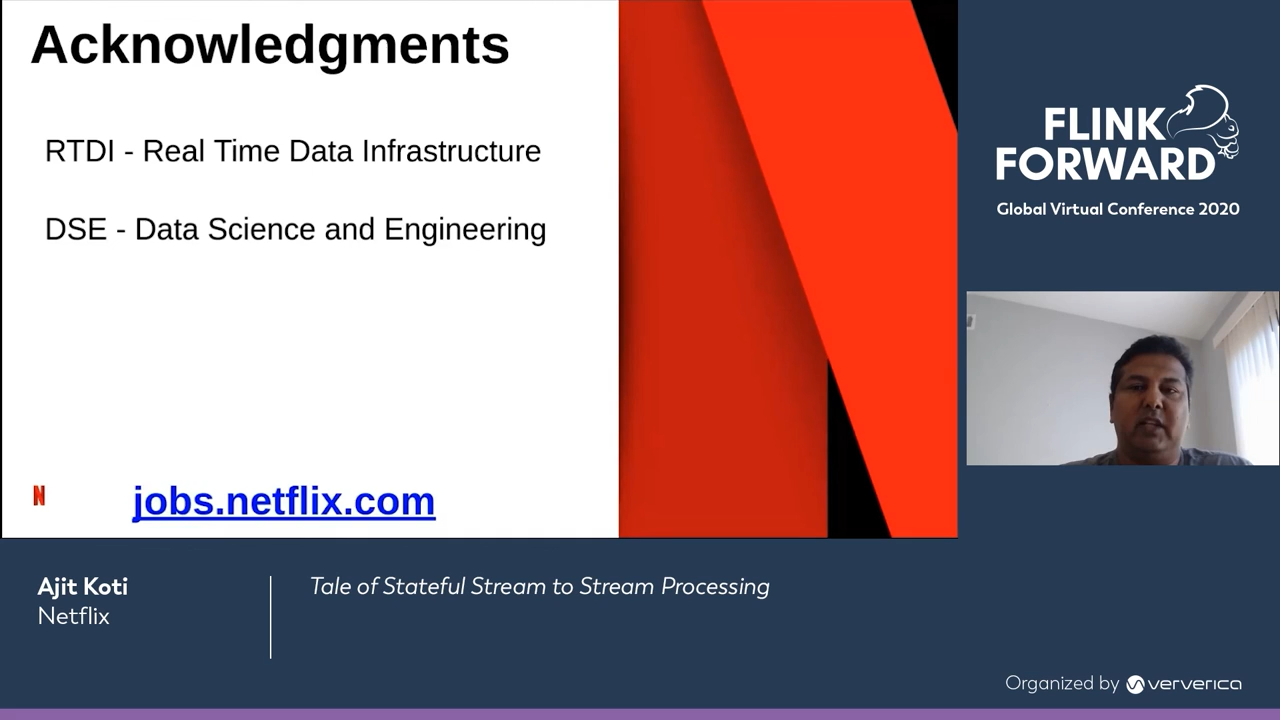 Acknowledgments
RTDI - Real Time Data Infrastructure
DSE - Data Science and Engineering
N
jobs.netflix.com
FLINK
FORWARD
Global Virtual Conference 2020
Ajit Koti
Netflix
Tale of Stateful Stream to Stream Processing
Organized by ververica